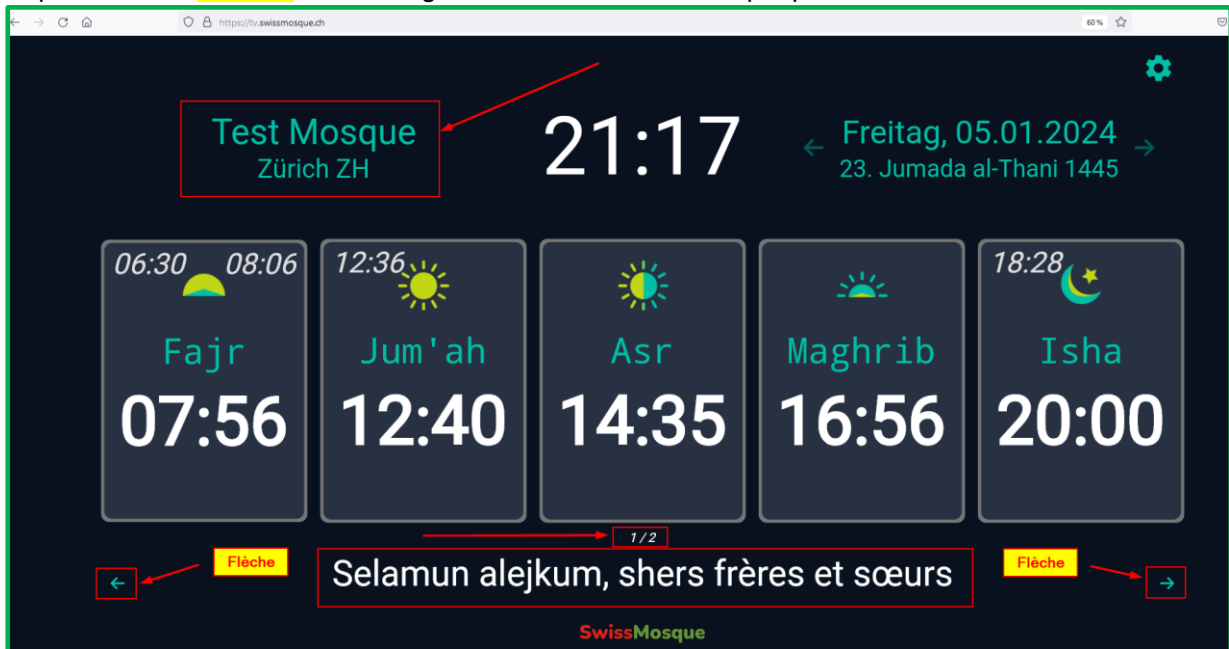 https://tv.swissmosque.ch
60%
Test Mosque
Zürich ZH
21:17
Freitag, 05.01.2024
23. Jumada al-Thani 1445
06:30 08:06
Fajr
07:56
12:36
Jum'ah
12:40
Asr
14:35
Maghrib
16:56
18:28
Isha
20:00
1/2
Flèche
Selamun alejkum, shers frères et sœurs
Flèche
SwissMosque